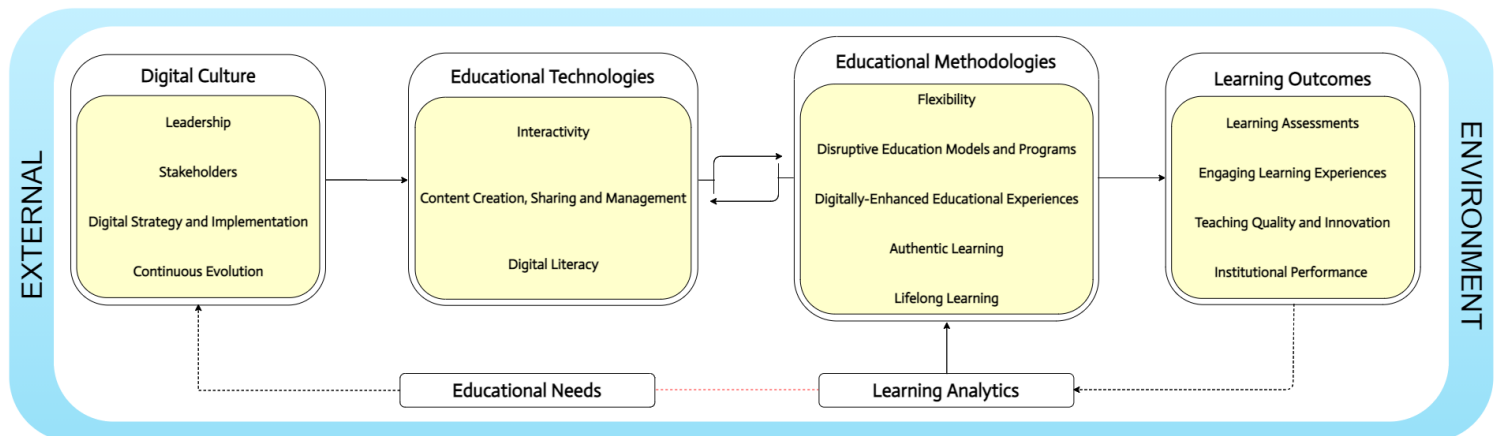 EXTERNAL
Digital Culture
Leadership
Stakeholders
Digital Strategy and Implementation
Continuous Evolution
Educational Technologies
Interactivity
Content Creation, Sharing and Management
Digital Literacy
Educational Methodologies
Flexibility
Disruptive Education Models and Programs
Digitally-Enhanced Educational Experiences
Authentic Learning
Lifelong Learning
Learning Outcomes
Learning Assessments
Engaging Learning Experiences
Teaching Quality and Innovation
Institutional Performance
Educational Needs
Learning Analytics
ENVIRONMENT